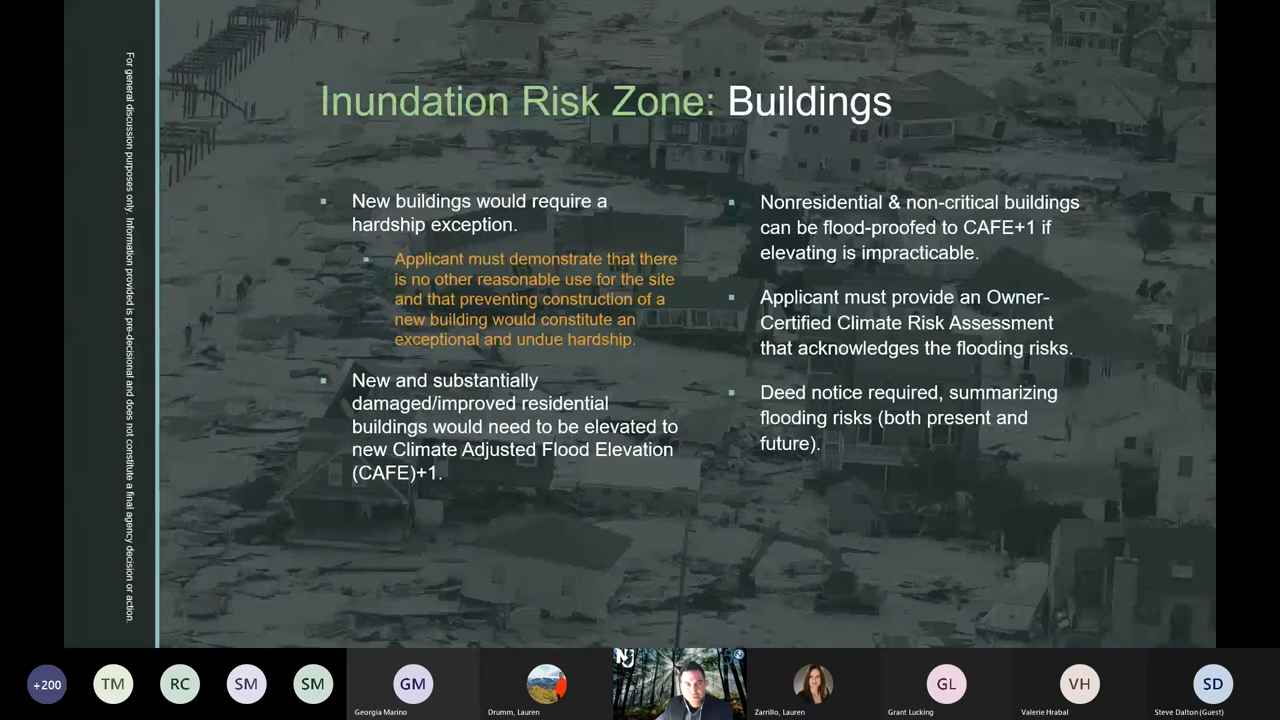 For general discussion purposes only. Information provided is pre-decisional and does not constitute a final agency decision or action.
Inundation Risk Zone: Buildings
▪ New buildings would require a
hardship exception.
▪ Applicant must demonstrate that there
is no other reasonable use for the site
and that preventing construction of a
new building would constitute an
exceptional and undue hardship.
▪ New and substantially
damaged/improved residential
buildings would need to be elevated to
new Climate Adjusted Flood Elevation
(CAFE)+1.
▪ Nonresidential & non-critical buildings
can be flood-proofed to CAFE+1 if
elevating is impracticable.
▪ Applicant must provide an Owner-
Certified Climate Risk Assessment
that acknowledges the flooding risks.
▪ Deed notice required, summarizing
flooding risks (both present and
future).
+200
TM
RC
SM
SM
GM
Georgia Marino
Drumm, Lauren
NJ
Zarrillo, Lauren
GL
Grant Lucking
VH
Valerie Hrabal
SD
Steve Dalton (Guest)